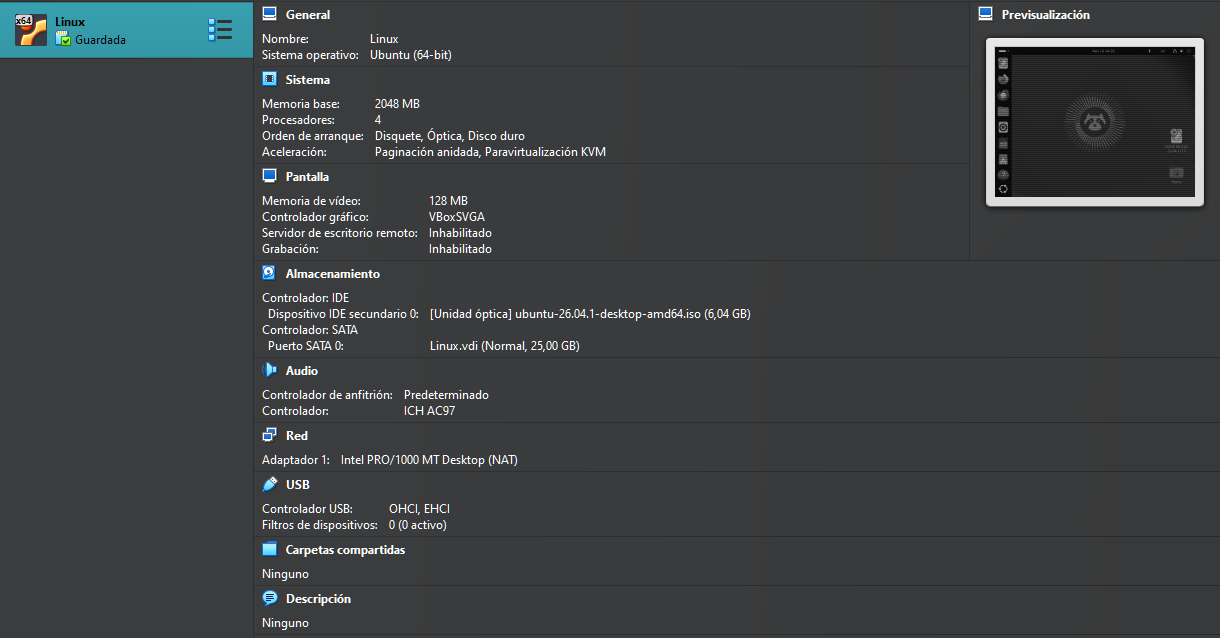 x64
Linux
Guardada
General
Nombre: Linux
Sistema operativo: Ubuntu (64-bit)
Sistema
Memoria base: 2048 MB
Procesadores: 4
Orden de arranque: Disquete, Óptica, Disco duro
Aceleración: Paginación anidada, Paravirtualización KVM
Pantalla
Memoria de vídeo: 128 MB
Controlador gráfico: VBoxSVGA
Servidor de escritorio remoto: Inhabilitado
Grabación: Inhabilitado
Previsualización
Almacenamiento
Controlador: IDE
Dispositivo IDE secundario 0: [Unidad óptica] ubuntu-26.04.1-desktop-amd64.iso (6,04 GB)
Controlador: SATA
Puerto SATA 0: Linux.vdi (Normal, 25,00 GB)
Audio
Controlador de anfitrión: Predeterminado
Controlador: ICH AC97
Red
Adaptador 1: Intel PRO/1000 MT Desktop (NAT)
USB
Controlador USB: OHCI, EHCI
Filtros de dispositivos: 0 (0 activo)
Carpetas compartidas
Ninguno
Descripción
Ninguno